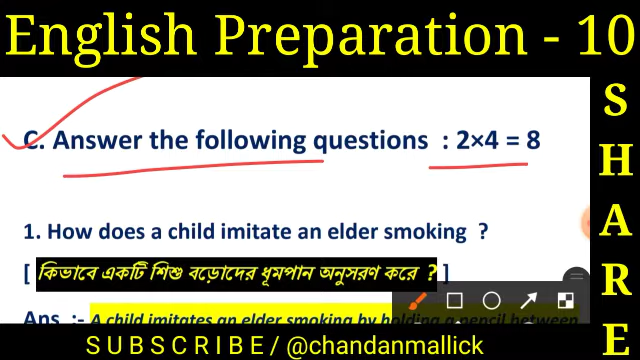 English Preparation - 10
C. Answer the following questions : 2×4 = 8
1. How does a child imitate an elder smoking ?
[ কিভাবে একটি শিশু বড়োদের ধূমপান অনুসরণ করে ? ]
Ans :- A child imitates an elder smoking by holding a pencil between
SUBSCRIBE/ @chandanmallick
SHARE